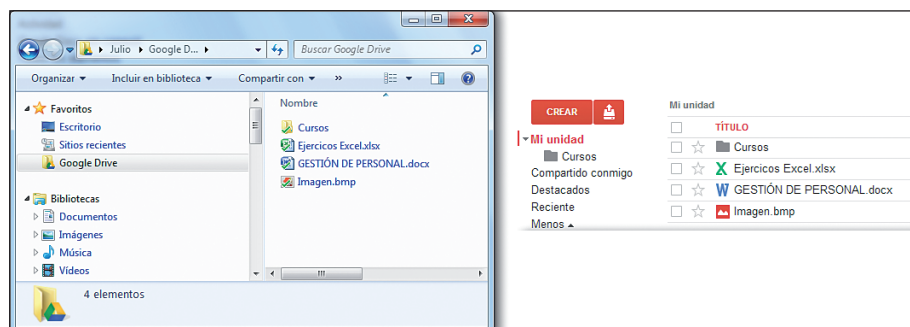 Julio ▸ Google D... ▸
Buscar Google Drive
Organizar
Incluir en biblioteca
Compartir con
»
Favoritos
Escritorio
Sitios recientes
Google Drive
Bibliotecas
Documentos
Imágenes
Música
Vídeos
Nombre
Cursos
Ejercicos Excel.xlsx
GESTIÓN DE PERSONAL.docx
Imagen.bmp
4 elementos
CREAR
Mi unidad
Cursos
Compartido conmigo
Destacados
Reciente
Menos
Mi unidad
TÍTULO
Cursos
Ejercicos Excel.xlsx
GESTIÓN DE PERSONAL.docx
Imagen.bmp